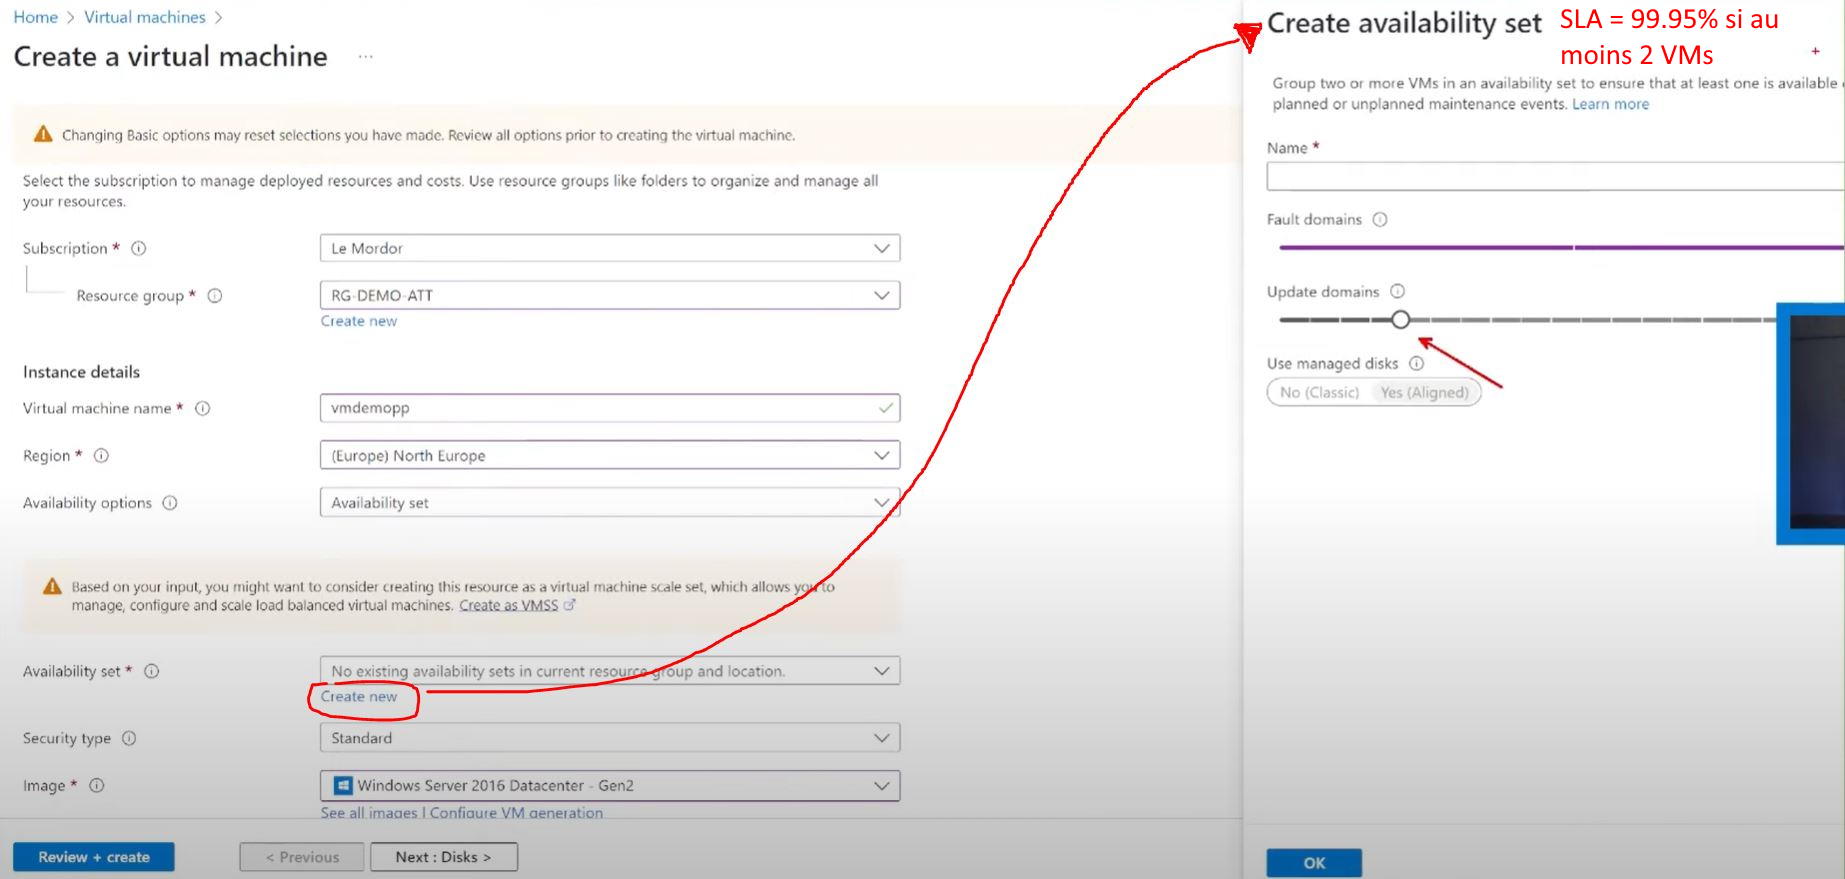 Home > Virtual machines >
Create a virtual machine ...
Changing Basic options may reset selections you have made. Review all options prior to creating the virtual machine.
Select the subscription to manage deployed resources and costs. Use resource groups like folders to organize and manage all
your resources.
Subscription *
Le Mordor
Resource group *
RG-DEMO-ATT
Create new
Instance details
Virtual machine name *
vmdemopp
Region *
(Europe) North Europe
Availability options
Availability set
Based on your input, you might want to consider creating this resource as a virtual machine scale set, which allows you to
manage, configure and scale load balanced virtual machines. Create as VMSS
Availability set *
No existing availability sets in current resource group and location.
Create new
Security type
Standard
Image *
Windows Server 2016 Datacenter - Gen2
See all images | Configure VM generation
Review + create
< Previous
Next : Disks >
Create availability set
SLA = 99.95% si au
moins 2 VMs
Group two or more VMs in an availability set to ensure that at least one is available
planned or unplanned maintenance events. Learn more
Name *
Fault domains
Update domains
Use managed disks
No (Classic)
Yes (Aligned)
OK